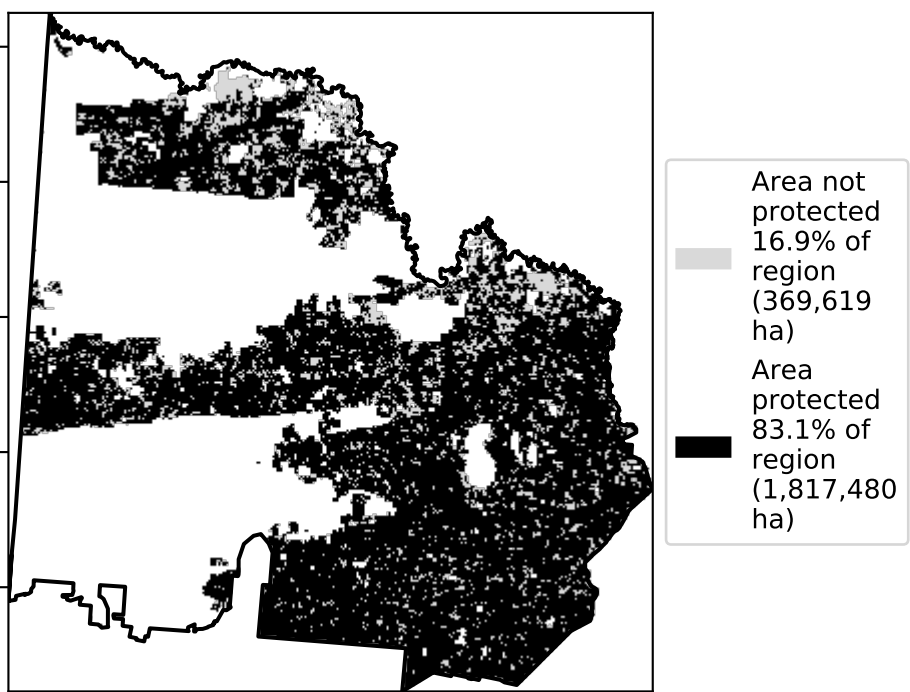 Area not
protected
16.9% of
region
(369,619
ha)
Area
protected
83.1% of
region
(1,817,480
ha)